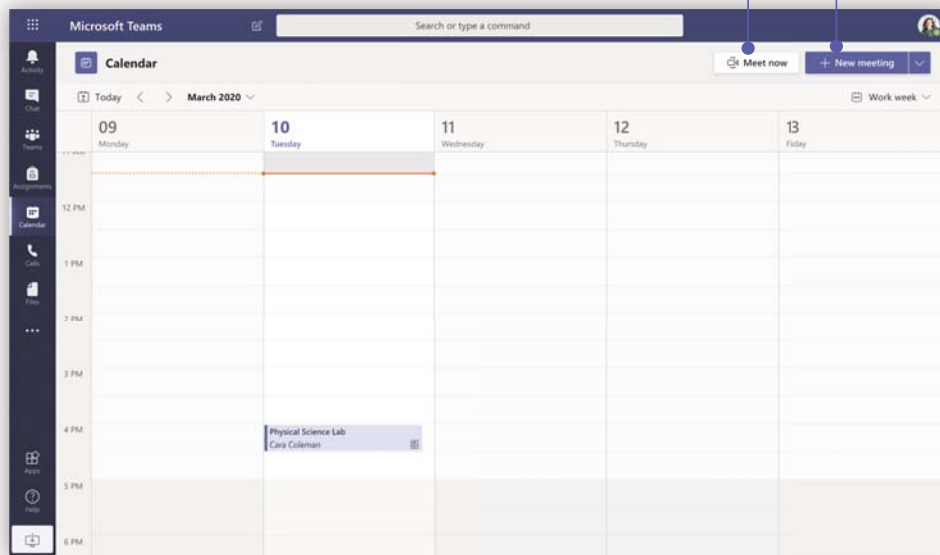 Microsoft Teams
Search or type a command
Activity
Chat
Teams
Assignments
Calendar
Calls
Files
Apps
Help
Calendar
Meet now
+ New meeting
Today
March 2020
Work week
09
Monday
10
Tuesday
11
Wednesday
12
Thursday
13
Friday
12 PM
1 PM
2 PM
3 PM
4 PM
5 PM
6 PM
Physical Science Lab
Cara Coleman